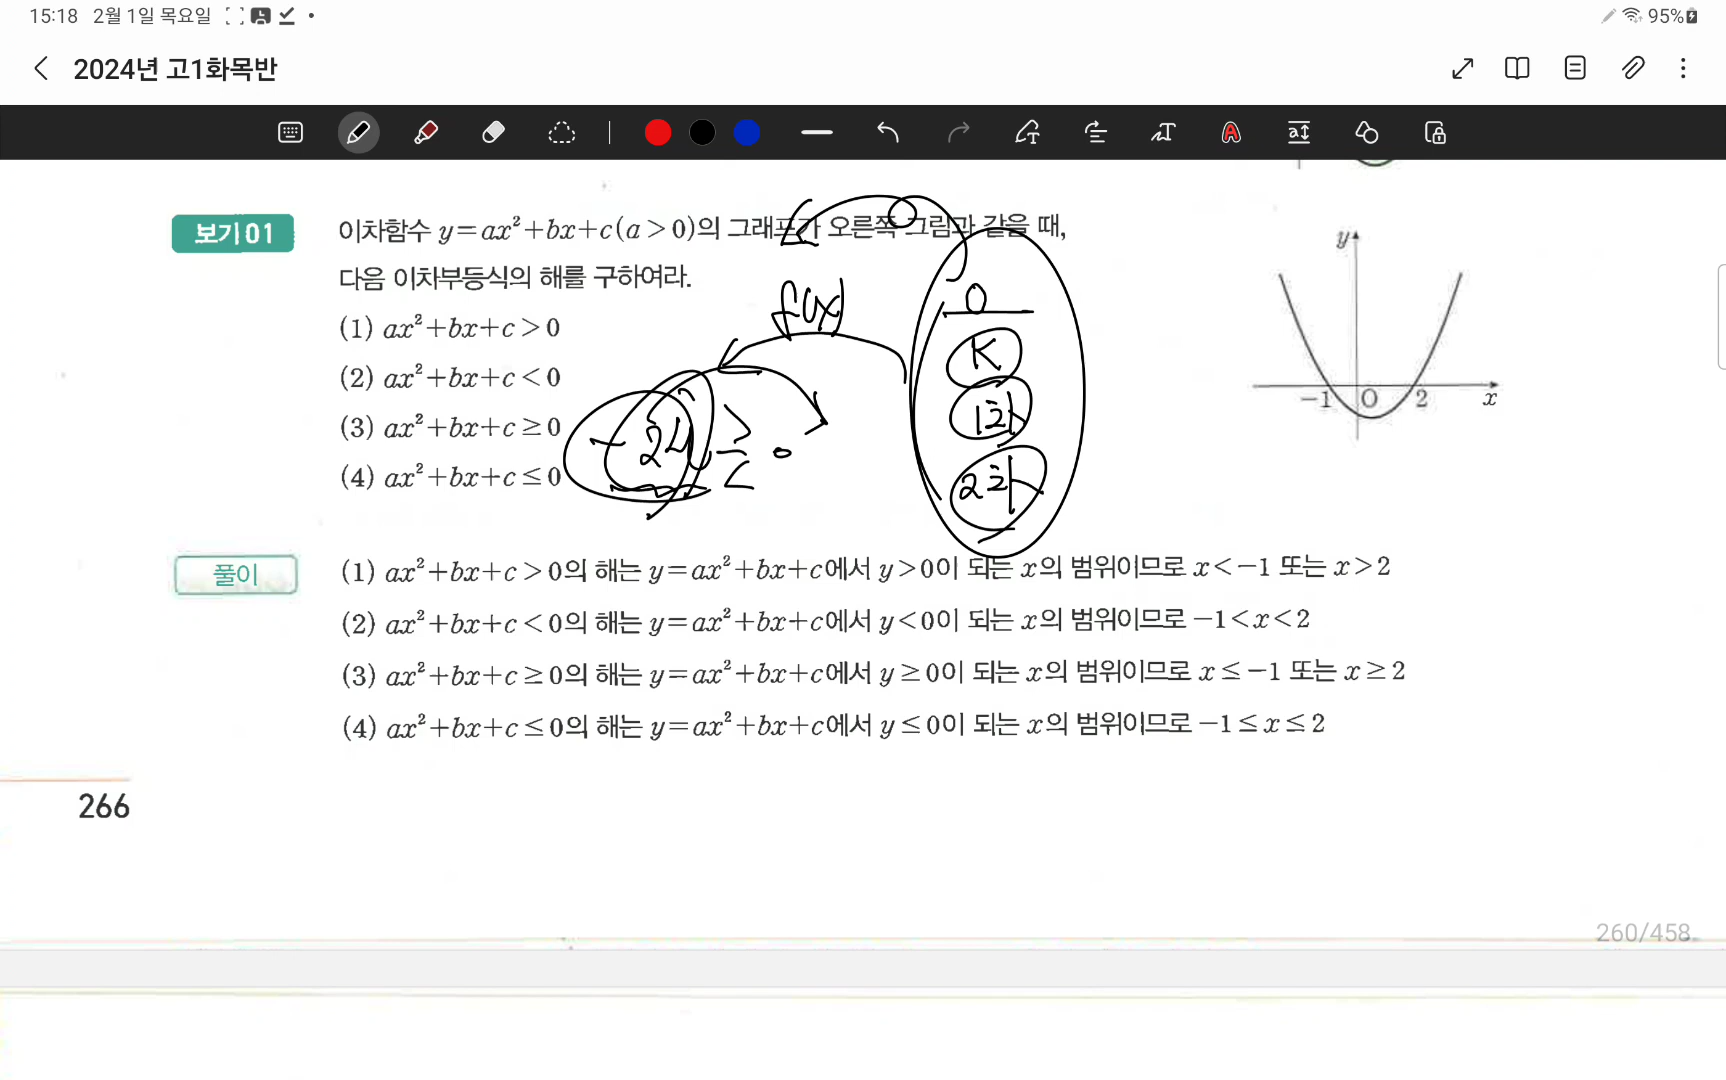 15:18 2월 1일 목요일
95%
2024년 고1화목반
보기 01 이차함수 y=ax²+bx+c(a>0)의 그래프가 오른쪽 그림과 같을 때,
다음 이차부등식의 해를 구하여라.
(1) ax²+bx+c>0
(2) ax²+bx+c<0
(3) ax²+bx+c≥0
(4) ax²+bx+c≤0
f(x)
0
K
1차
2차
y
-1 O 2 x
풀이 (1) ax²+bx+c>0의 해는 y=ax²+bx+c에서 y>0이 되는 x의 범위이므로 x<-1 또는 x>2
(2) ax²+bx+c<0의 해는 y=ax²+bx+c에서 y<0이 되는 x의 범위이므로 -1<x<2
(3) ax²+bx+c≥0의 해는 y=ax²+bx+c에서 y≥0이 되는 x의 범위이므로 x≤-1 또는 x≥2
(4) ax²+bx+c≤0의 해는 y=ax²+bx+c에서 y≤0이 되는 x의 범위이므로 -1≤x≤2
266
260/458